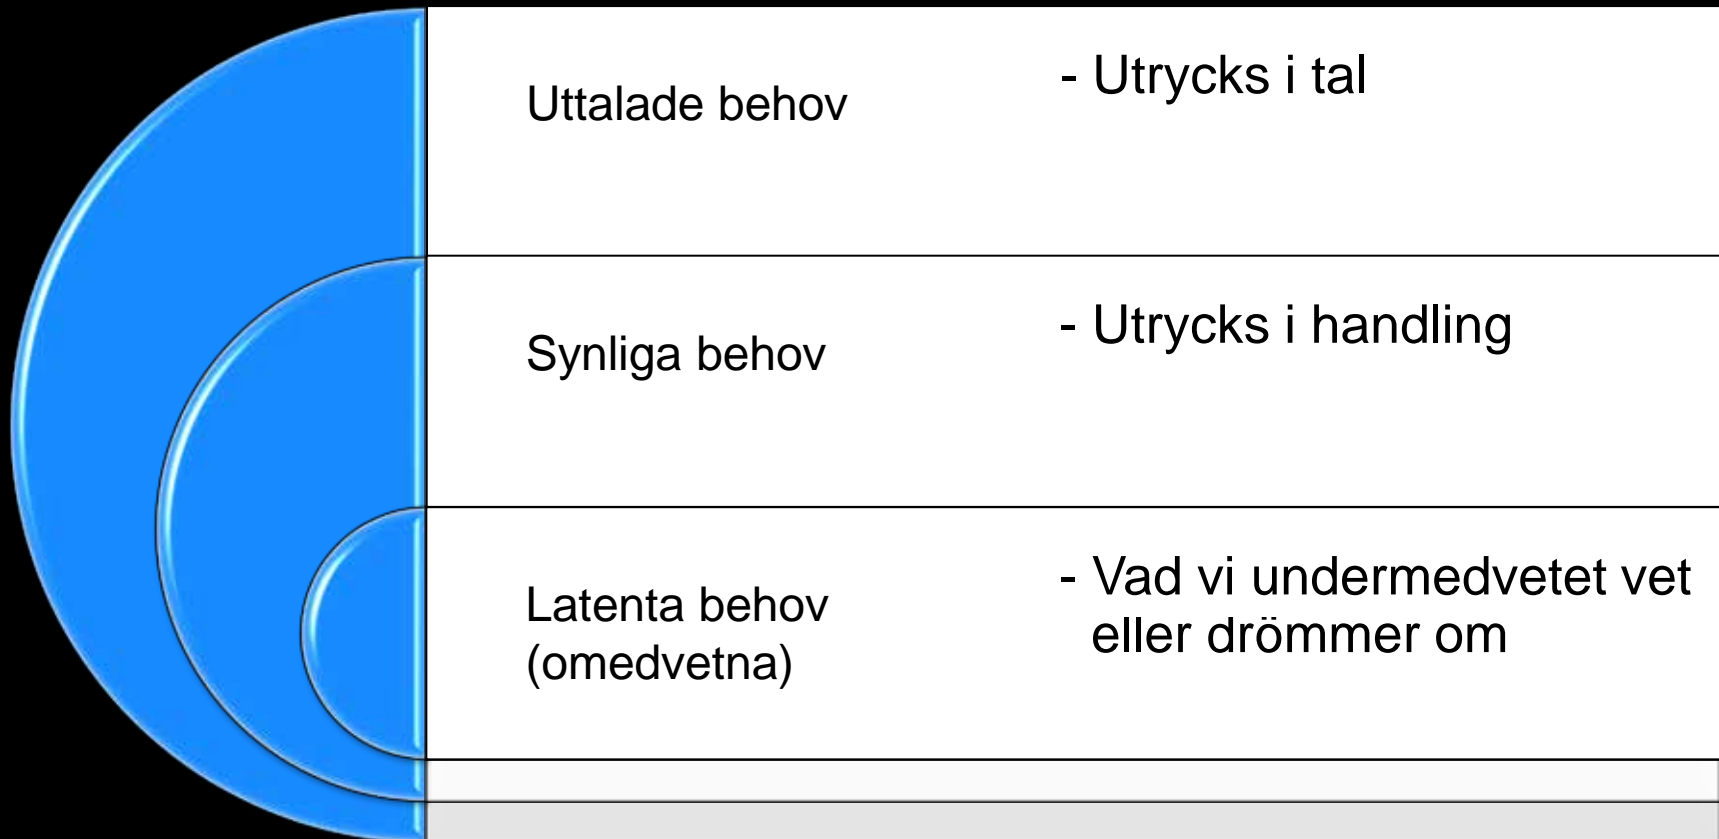 Uttalade behov
- Utrycks i tal
Synliga behov
- Utrycks i handling
Latenta behov
(omedvetna)
- Vad vi undermedvetet vet
eller drömmer om